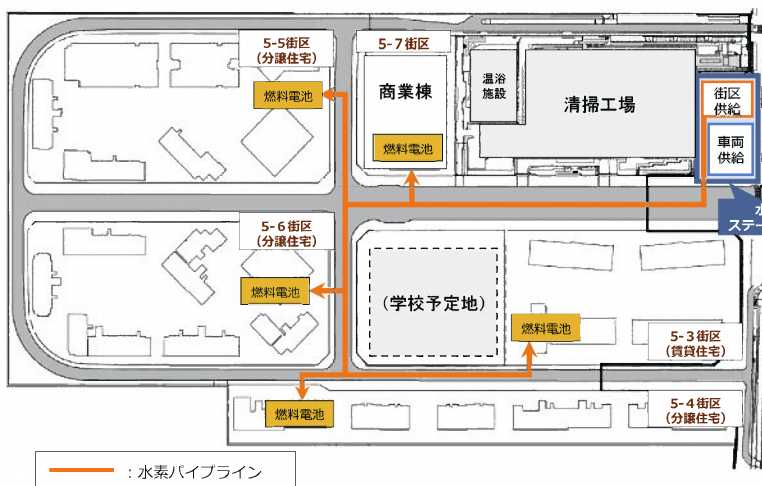 5-5街区
(分譲住宅)
燃料電池
5-7街区
商業棟
燃料電池
温浴
施設
清掃工場
街区
供給
車両
供給
ステー
5-6街区
(分譲住宅)
燃料電池
(学校予定地)
燃料電池
5-3街区
(賃貸住宅)
5-4街区
(分譲住宅)
燃料電池
:水素パイプライン